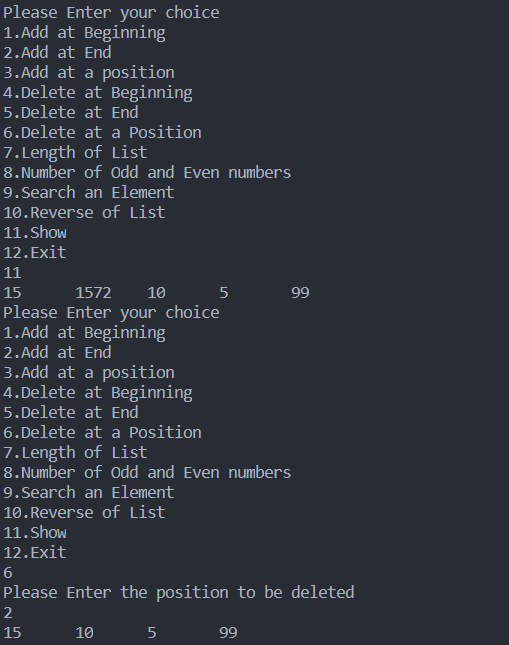 Please Enter your choice
1.Add at Beginning
2.Add at End
3.Add at a position
4.Delete at Beginning
5.Delete at End
6.Delete at a Position
7.Length of List
8.Number of Odd and Even numbers
9.Search an Element
10.Reverse of List
11.Show
12.Exit
11
15 1572 10 5 99
Please Enter your choice
1.Add at Beginning
2.Add at End
3.Add at a position
4.Delete at Beginning
5.Delete at End
6.Delete at a Position
7.Length of List
8.Number of Odd and Even numbers
9.Search an Element
10.Reverse of List
11.Show
12.Exit
6
Please Enter the position to be deleted
2
15 10 5 99